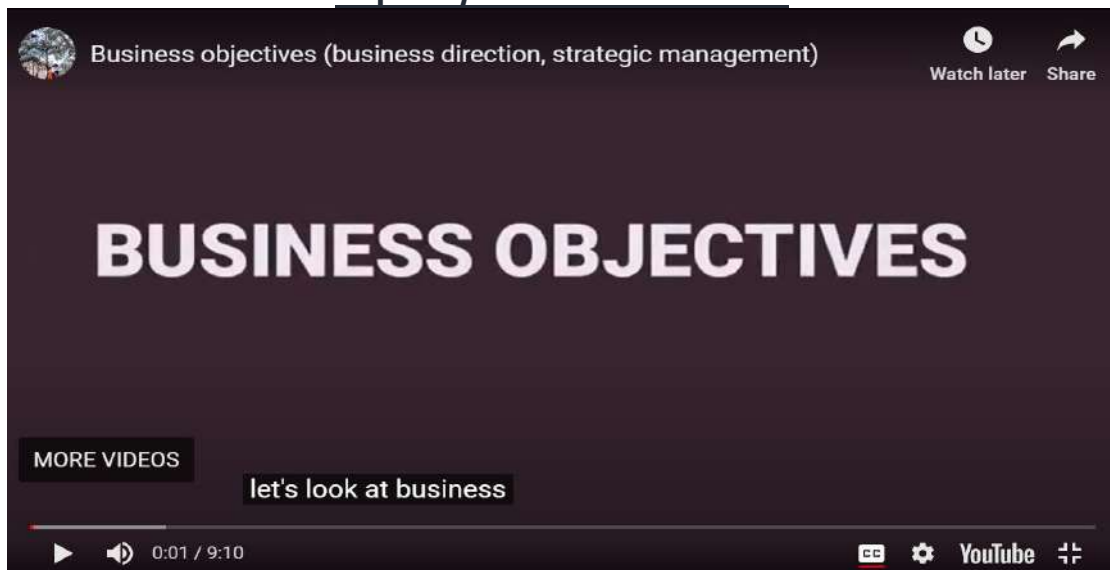 Business objectives (business direction, strategic management)
Watch later
Share
BUSINESS OBJECTIVES
MORE VIDEOS
let's look at business
0:01 / 9:10
CC
YouTube